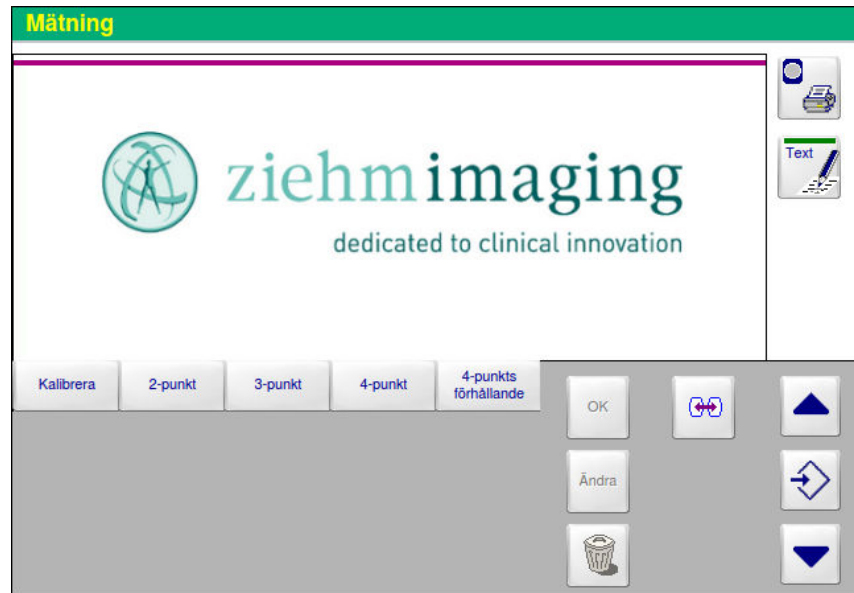 Mätning
ziehm imaging
dedicated to clinical innovation
Text
Kalibrera
2-punkt
3-punkt
4-punkt
4-punkts
förhållande
OK
Ändra